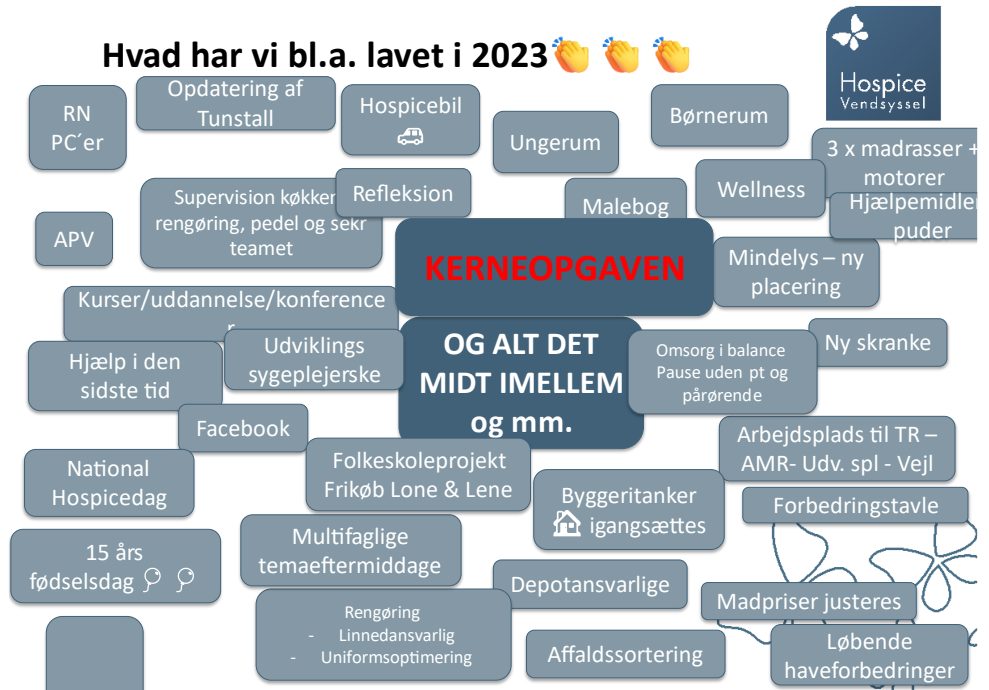 Hvad har vi bl.a. lavet i 2023
Hospice
Vendsyssel
RN
PC´er
Opdatering af
Tunstall
Hospicebil
Ungerum
Børnerum
3 x madrasser +
motorer
Supervision køkken
rengøring, pedel og sekr
teamet
Refleksion
Malebog
Wellness
Hjælpemidler
puder
APV
KERNEOPGAVEN
Mindelys – ny
placering
Kurser/uddannelse/konference
r
Hjælp i den
sidste tid
Udviklings
sygeplejerske
OG ALT DET
MIDT IMELLEM
og mm.
Omsorg i balance
Pause uden pt og
pårørende
Ny skranke
Facebook
Arbejdsplads til TR –
AMR- Udv. spl - Vejl
National
Hospicedag
Folkeskoleprojekt
Frikøb Lone & Lene
Byggeritanker
igangsættes
Forbedringstavle
15 års
fødselsdag
Multifaglige
temaeftermiddage
Depotansvarlige
Madpriser justeres
Rengøring
- Linnedansvarlig
- Uniformsoptimering
Affaldssortering
Løbende
haveforbedringer